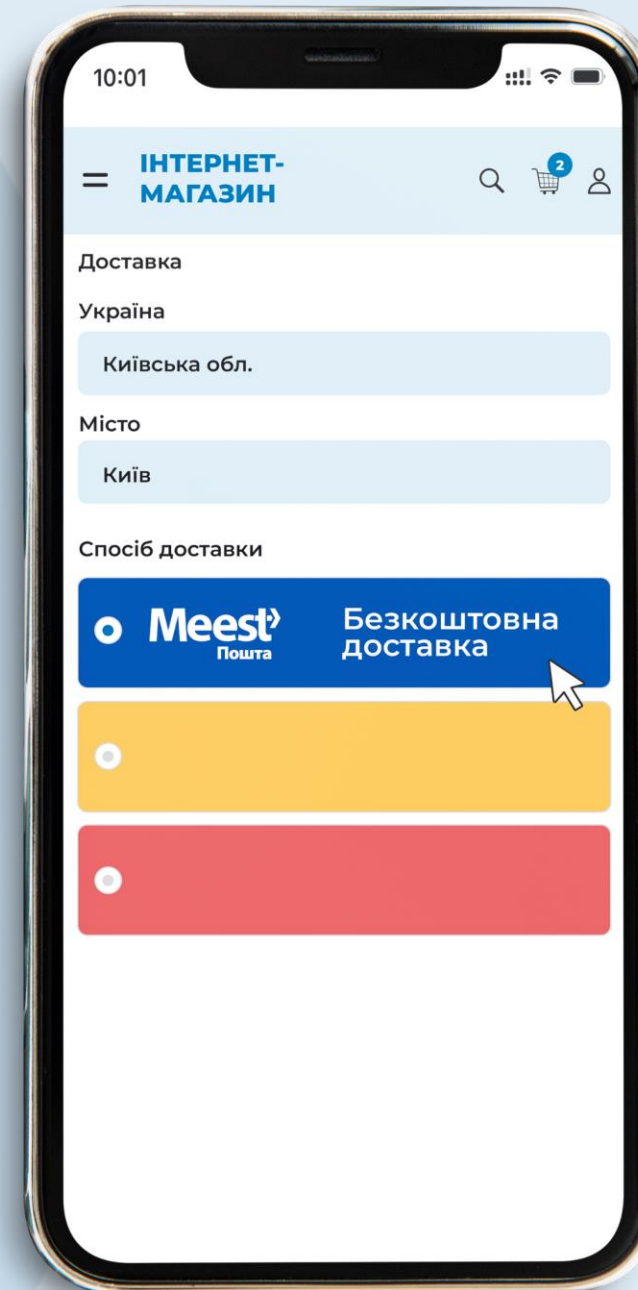 10:01
ІНТЕРНЕТ-
МАГАЗИН
2
Доставка
Україна
Київська обл.
Місто
Київ
Спосіб доставки
Meest
Пошта
Безкоштовна
доставка